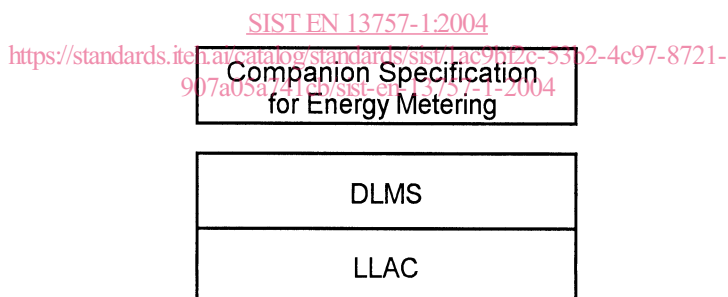 SIST EN 13757-1:2004
https://standards.iteh.ai/catalog/standards/sist/1ac9bf2c-53b2-4c97-8721-
907a05a741cb/sist-en-13757-1-2004
Companion Specification
for Energy Metering
DLMS
LLAC